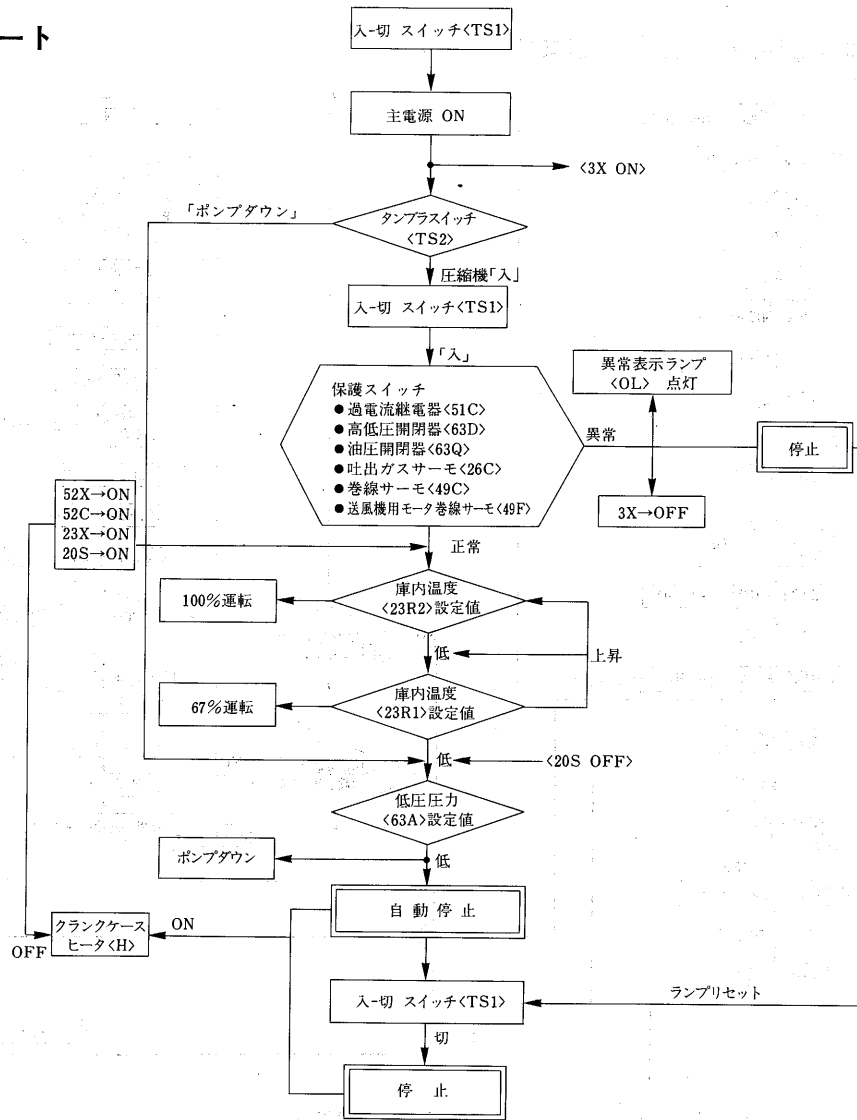 ート
入-切 スイッチ<TS1>
主電源 ON
<3X ON>
「ポンプダウン」
タンブラスイッチ
<TS2>
圧縮機「入」
入-切 スイッチ<TS1>
「入」
保護スイッチ
●過電流継電器<51C>
●高低圧開閉器<63D>
●油圧開閉器<63Q>
●吐出ガスサーモ<26C>
●巻線サーモ<49C>
●送風機用モータ巻線サーモ<49F>
異常表示ランプ
<OL> 点灯
異常
停止
3X→OFF
52X→ON
52C→ON
23X→ON
20S→ON
正常
庫内温度
<23R2>設定値
100%運転
低
上昇
庫内温度
<23R1>設定値
67%運転
低
<20S OFF>
低圧圧力
<63A>設定値
ポンプダウン
低
自動停止
クランクケース
ヒータ<H>
ON
OFF
入-切 スイッチ<TS1>
ランプリセット
切
停 止